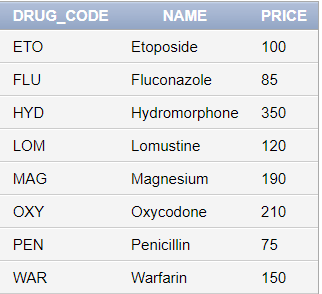 DRUG_CODE NAME PRICE
ETO Etoposide 100
FLU Fluconazole 85
HYD Hydromorphone 350
LOM Lomustine 120
MAG Magnesium 190
OXY Oxycodone 210
PEN Penicillin 75
WAR Warfarin 150